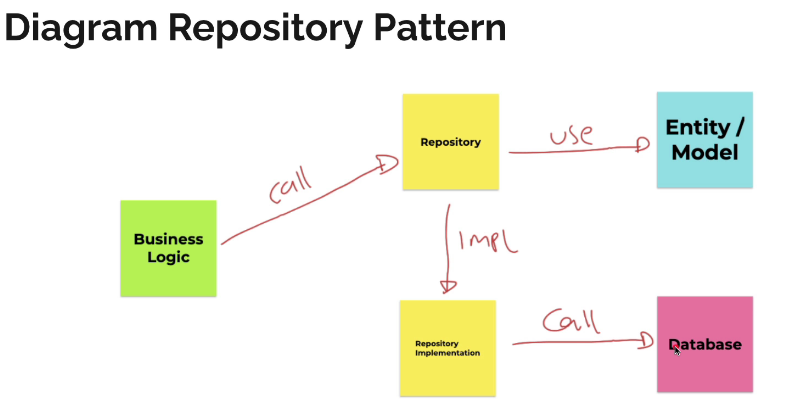 Diagram Repository Pattern
Repository
use
Entity /
Model
call
Business
Logic
Impl
Repository
Implementation
Call
Database